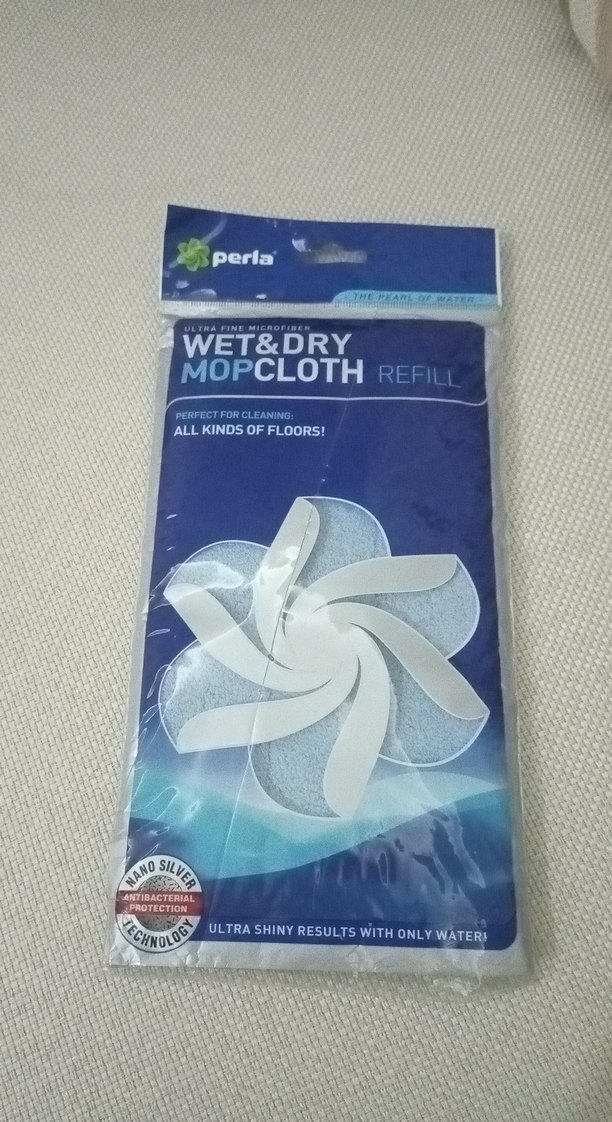 perla
THE PEARL OF WATER
ULTRA FINE MICROFIBER
WET&DRY
MOPCLOTH REFILL
PERFECT FOR CLEANING:
ALL KINDS OF FLOORS!
NANO SILVER
ANTIBACTERIAL
PROTECTION
TECHNOLOGY
ULTRA SHINY RESULTS WITH ONLY WATER!